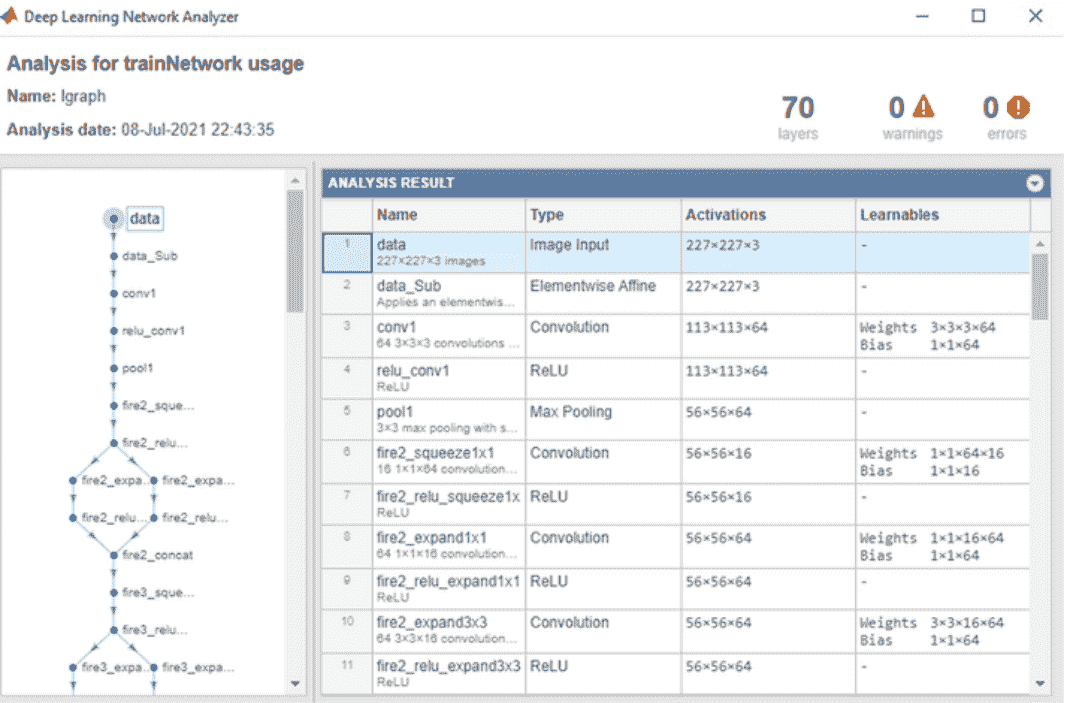 Deep Learning Network Analyzer
Analysis for trainNetwork usage
Name: lgraph
Analysis date: 08-Jul-2021 22:43:35
70
layers
0
warnings
0
errors
data
data_Sub
conv1
relu_conv1
pool1
fire2_sque...
fire2_relu...
fire2_expa... fire2_expa...
fire2_relu... fire2_relu...
fire2_concat
fire3_sque...
fire3_relu...
fire3_expa... fire3_expa...
ANALYSIS RESULT
Name Type Activations Learnables
1 data Image Input 227×227×3 -
227×227×3 images
2 data_Sub Elementwise Affine 227×227×3 -
Applies an elementwis...
3 conv1 Convolution 113×113×64 Weights 3×3×3×64
64 3×3×3 convolutions ... Bias 1×1×64
4 relu_conv1 ReLU 113×113×64 -
ReLU
5 pool1 Max Pooling 56×56×64 -
3×3 max pooling with s...
6 fire2_squeeze1x1 Convolution 56×56×16 Weights 1×1×64×16
16 1×1×64 convolution... Bias 1×1×16
7 fire2_relu_squeeze1x ReLU 56×56×16 -
ReLU
8 fire2_expand1x1 Convolution 56×56×64 Weights 1×1×16×64
64 1×1×16 convolution... Bias 1×1×64
9 fire2_relu_expand1x1 ReLU 56×56×64 -
ReLU
10 fire2_expand3x3 Convolution 56×56×64 Weights 3×3×16×64
64 3×3×16 convolution... Bias 1×1×64
11 fire2_relu_expand3x3 ReLU 56×56×64 -
ReLU